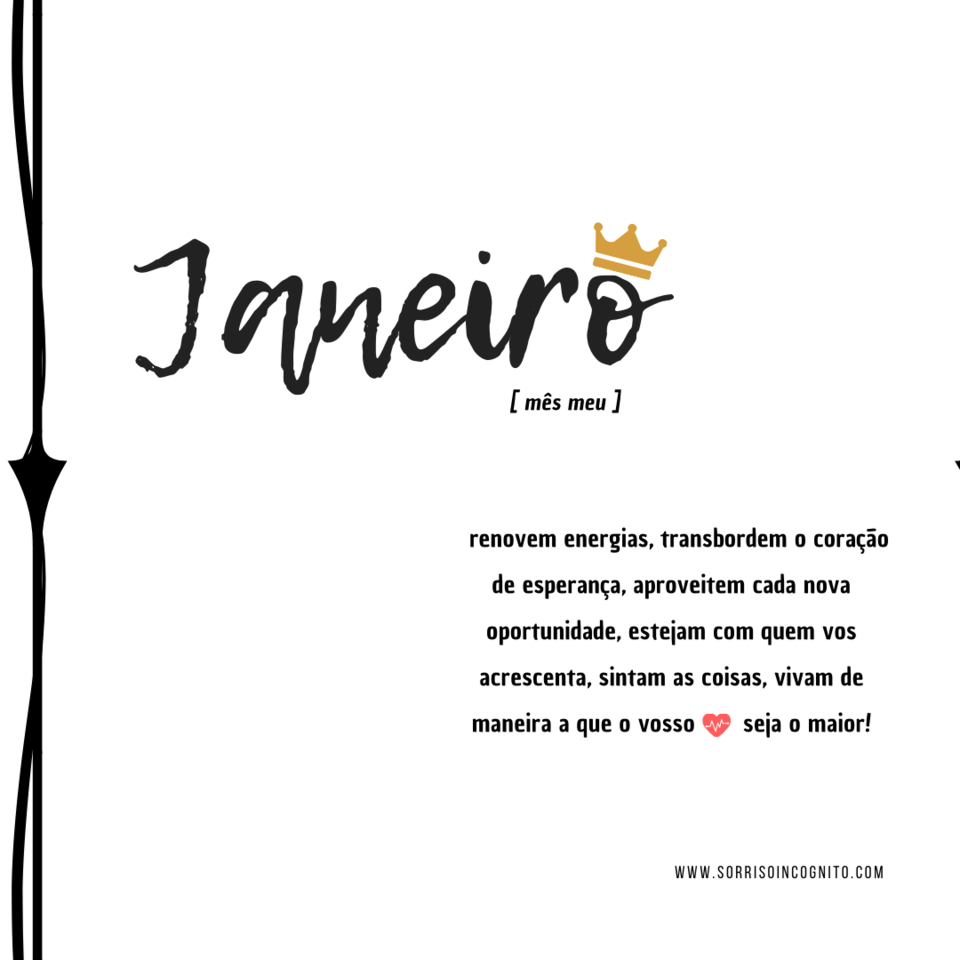 Janeiro
[ mês meu ]
renovem energias, transbordem o coração
de esperança, aproveitem cada nova
oportunidade, estejam com quem vos
acrescenta, sintam as coisas, vivam de
maneira a que o vosso seja o maior!
WWW.SORRISOINCOGNITO.COM